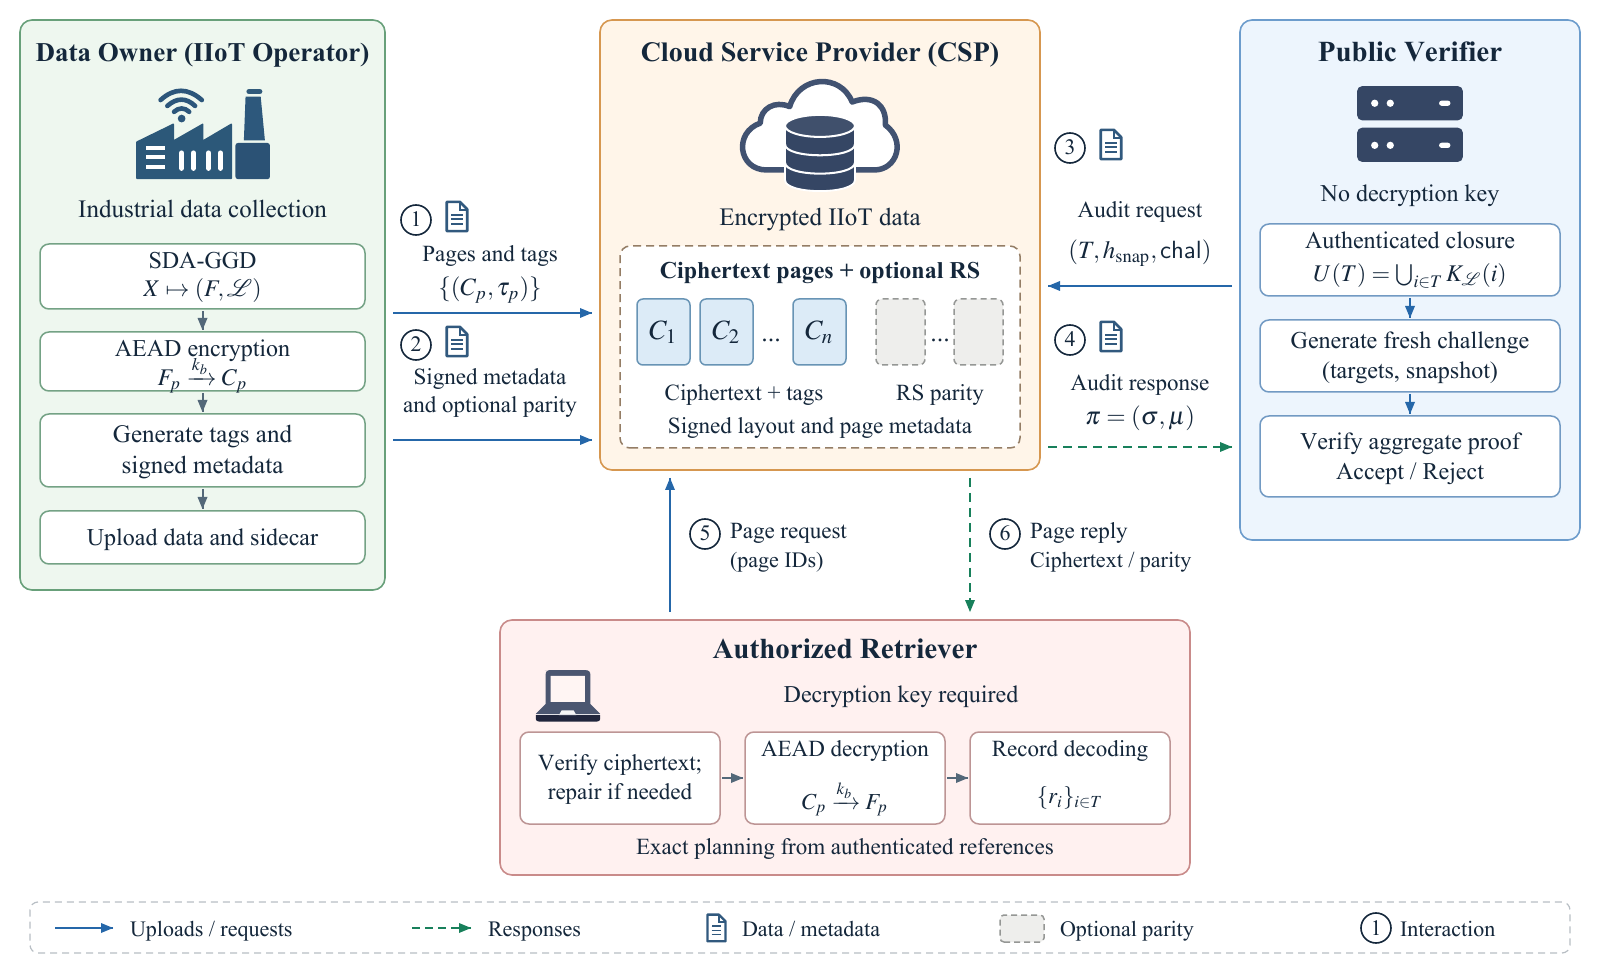 Data Owner (IIoT Operator)
Industrial data collection
SDA-GGD
X ↦ (F, ℒ)
AEAD encryption
F_p \xrightarrow{k_b} C_p
Generate tags and
signed metadata
Upload data and sidecar
1
Pages and tags
{(C_p, τ_p)}
2
Signed metadata
and optional parity
Cloud Service Provider (CSP)
Encrypted IIoT data
Ciphertext pages + optional RS
C_1 C_2 ... C_n ...
Ciphertext + tags RS parity
Signed layout and page metadata
3
Audit request
(T, h_snap, chal)
4
Audit response
π = (σ, μ)
Public Verifier
No decryption key
Authenticated closure
U(T) = ⋃_{i∈T} K_ℒ(i)
Generate fresh challenge
(targets, snapshot)
Verify aggregate proof
Accept / Reject
5 Page request
(page IDs)
6 Page reply
Ciphertext / parity
Authorized Retriever
Decryption key required
Verify ciphertext;
repair if needed
AEAD decryption
C_p \xrightarrow{k_b} F_p
Record decoding
{r_i}_{i∈T}
Exact planning from authenticated references
Uploads / requests
Responses
Data / metadata
Optional parity
1 Interaction